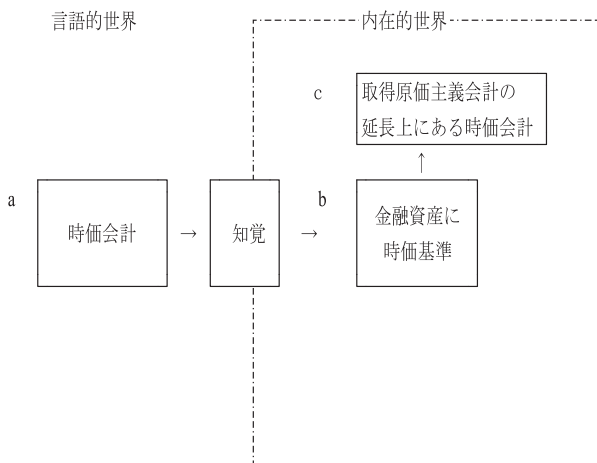 言語的世界
内在的世界
c
取得原価主義会計の
延長上にある時価会計
↑
a
時価会計
→
知覚
→
b
金融資産に
時価基準